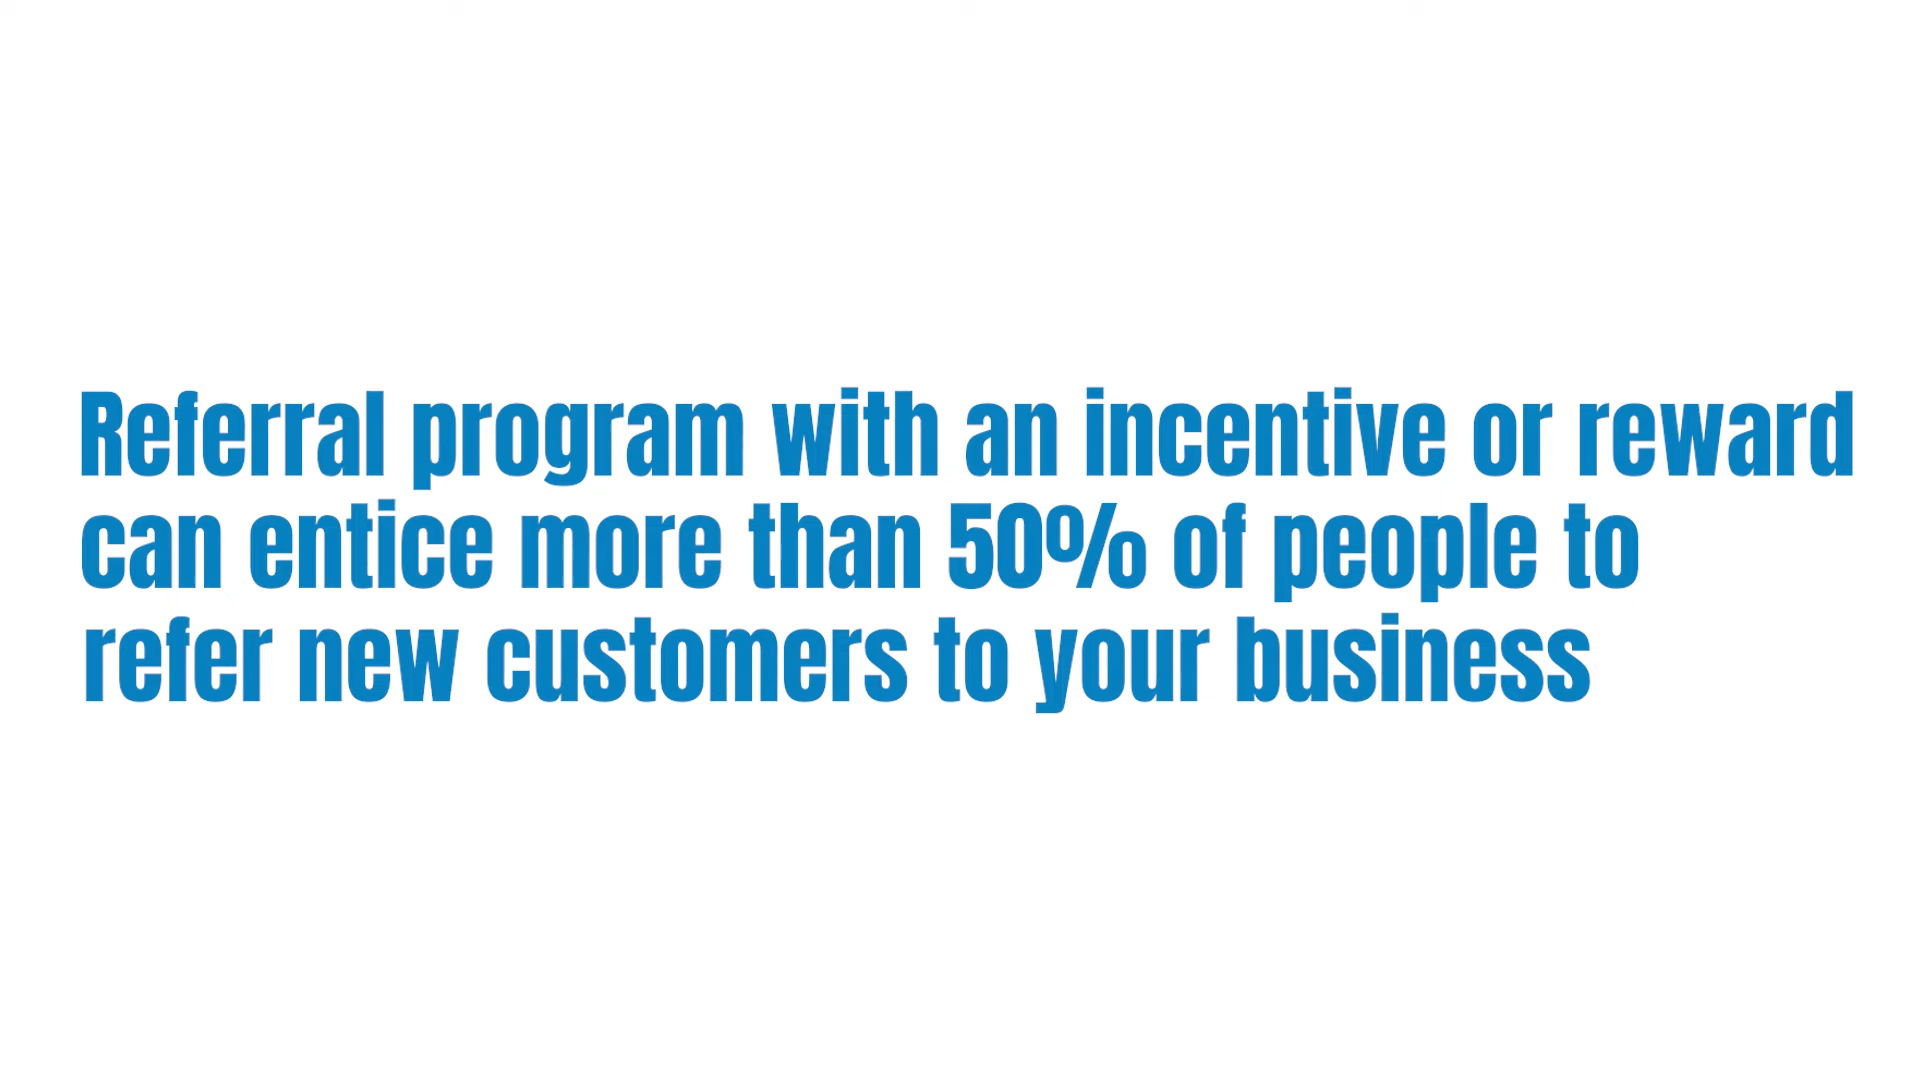 Referral program with an incentive or reward
can entice more than 50% of people to
refer new customers to your business